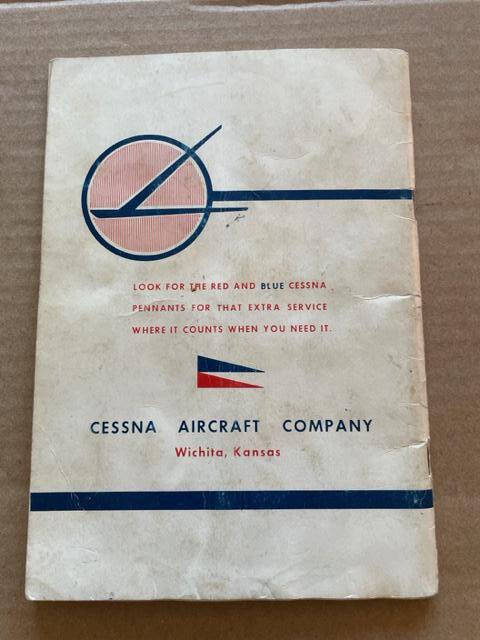 LOOK FOR THE RED AND BLUE CESSNA
PENNANTS FOR THAT EXTRA SERVICE
WHERE IT COUNTS WHEN YOU NEED IT.
CESSNA AIRCRAFT COMPANY
Wichita, Kansas